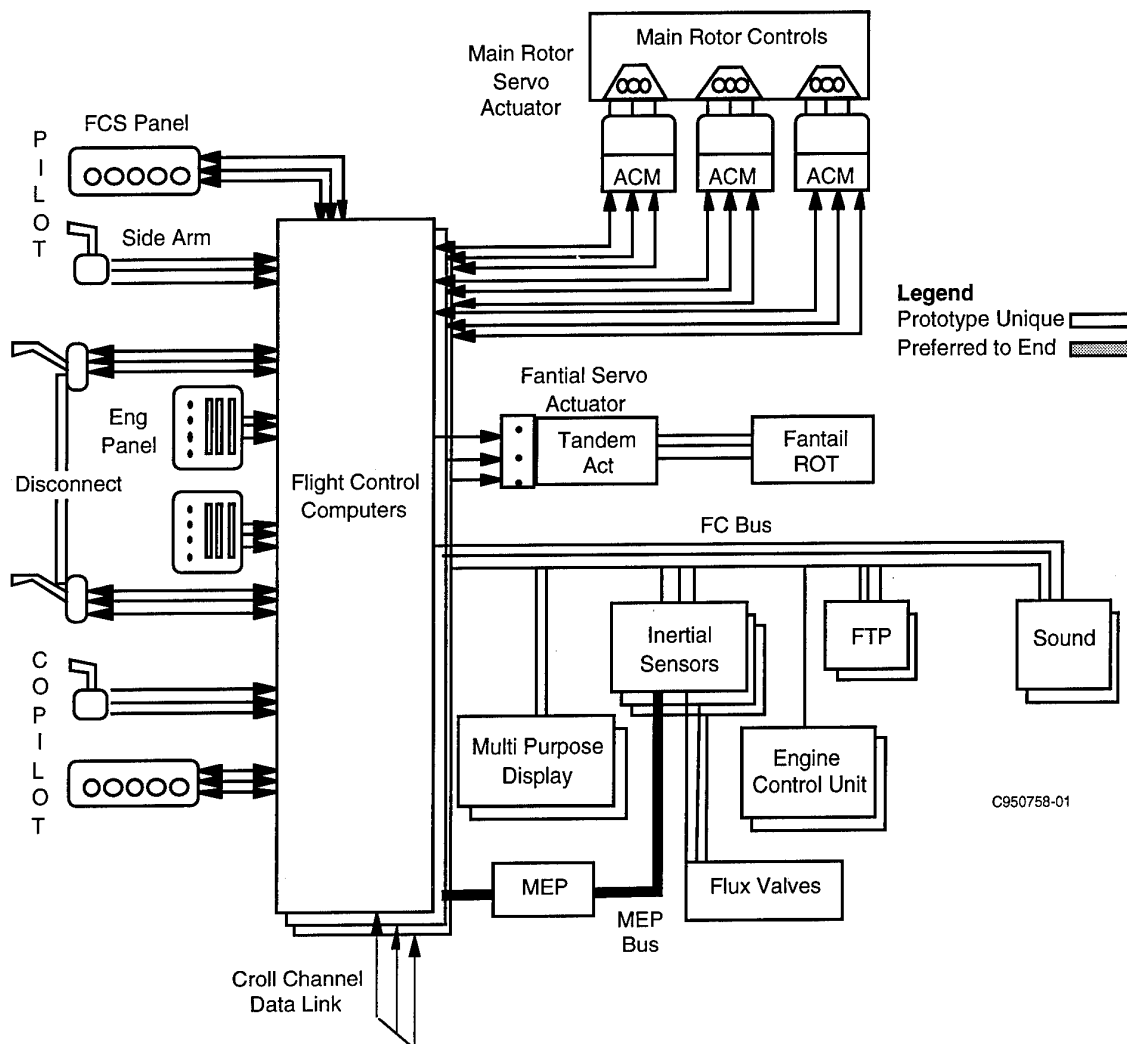 Main Rotor Controls
Main Rotor
Servo
Actuator
ACM
ACM
ACM
FCS Panel
PILOT
Side Arm
Legend
Prototype Unique
Preferred to End
Eng
Panel
Disconnect
Flight Control
Computers
Fantial Servo
Actuator
Tandem
Act
Fantail
ROT
FC Bus
Inertial
Sensors
FTP
Sound
COPILOT
Multi Purpose
Display
Engine
Control Unit
C950758-01
MEP
Flux Valves
MEP
Bus
Croll Channel
Data Link